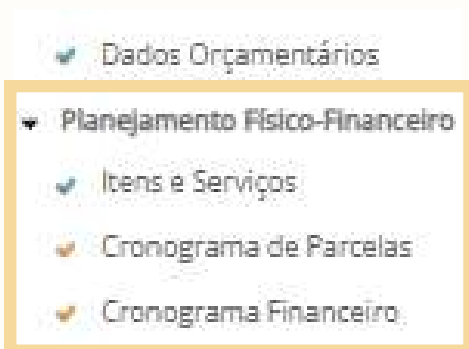 Dados Orçamentários
Planejamento Físico-Financeiro
Itens e Serviços
Cronograma de Parcelas
Cronograma Financeiro